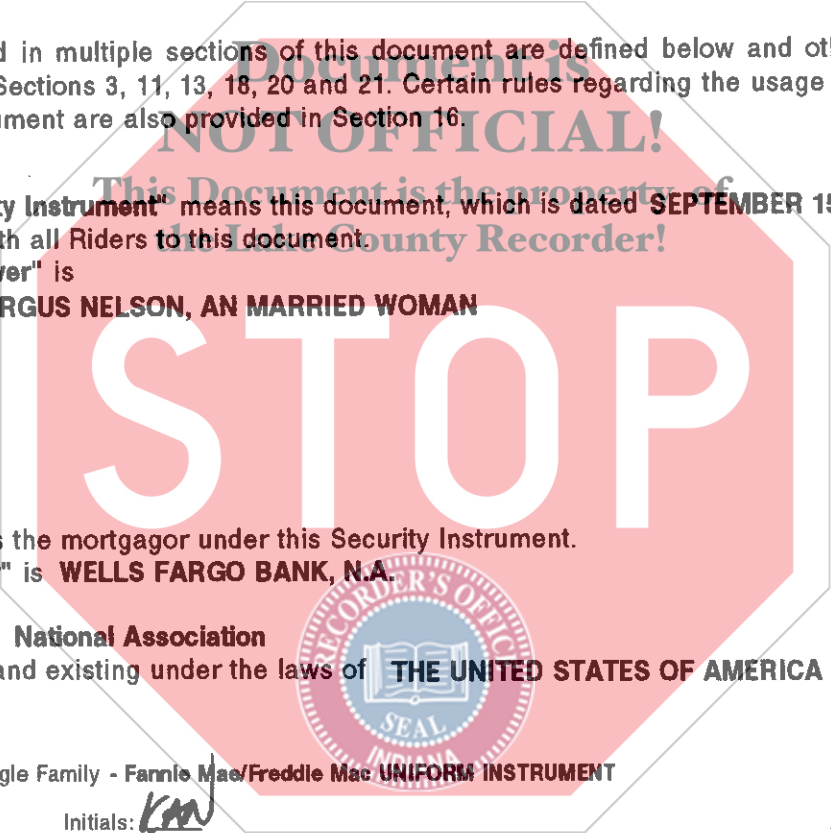 d in multiple sections of this document are defined below and ot
Sections 3, 11, 13, 18, 20 and 21. Certain rules regarding the usage
ument are also provided in Section 16.
Document is
NOT OFFICIAL!
This Document is the property of
the Lake County Recorder!
ty Instrument" means this document, which is dated SEPTEMBER 15
th all Riders to this document.
ver" is
RGUS NELSON, AN MARRIED WOMAN
STOP
s the mortgagor under this Security Instrument.
" is WELLS FARGO BANK, N.A.
National Association
and existing under the laws of THE UNITED STATES OF AMERICA
RECORDER'S OFFICE
SEAL
INDIANA
gle Family - Fannie Mae/Freddie Mac UNIFORM INSTRUMENT
Initials: KAN